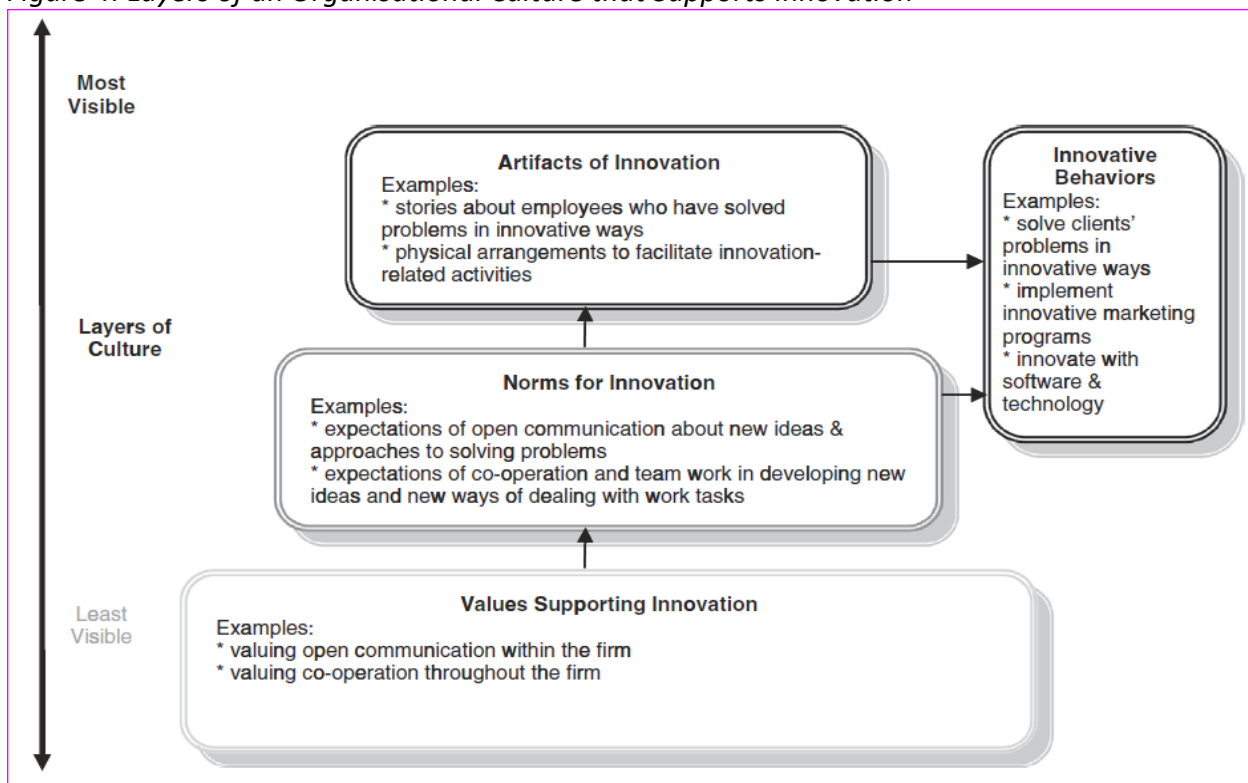 Most
Visible
Artifacts of Innovation
Examples:
* stories about employees who have solved
problems in innovative ways
* physical arrangements to facilitate innovation-
related activities
Innovative
Behaviors
Examples:
* solve clients'
problems in
innovative ways
* implement
innovative marketing
programs
* innovate with
software &
technology
Layers of
Culture
Norms for Innovation
Examples:
* expectations of open communication about new ideas &
approaches to solving problems
* expectations of co-operation and team work in developing new
ideas and new ways of dealing with work tasks
Least
Visible
Values Supporting Innovation
Examples:
* valuing open communication within the firm
* valuing co-operation throughout the firm